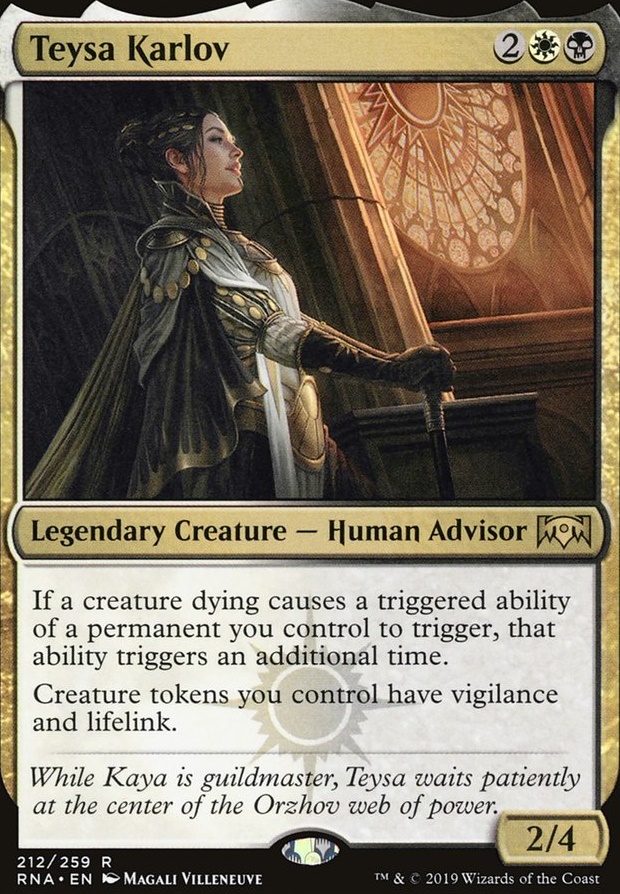 Teysa Karlov 2
Legendary Creature — Human Advisor
If a creature dying causes a triggered ability
of a permanent you control to trigger, that
ability triggers an additional time.
Creature tokens you control have vigilance
and lifelink.
While Kaya is guildmaster, Teysa waits patiently
at the center of the Orzhov web of power.
2/4
212/259 R
RNA • EN Magali Villeneuve
™ & © 2019 Wizards of the Coast